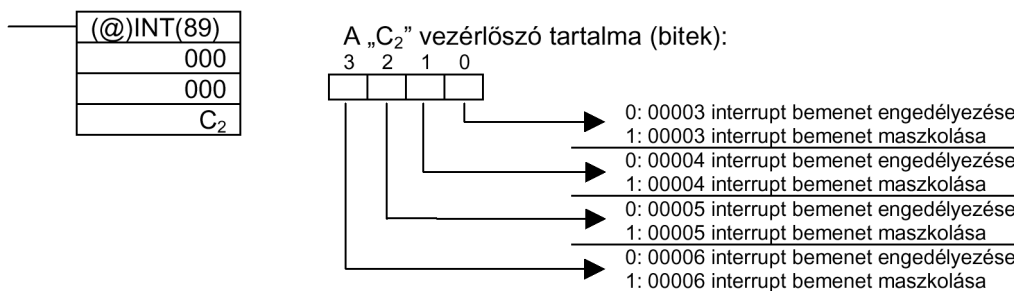 (@)INT(89)
000
000
C₂
A „C₂” vezérlőszó tartalma (bitek):
3 2 1 0
0: 00003 interrupt bemenet engedélyezése
1: 00003 interrupt bemenet maszkolása
0: 00004 interrupt bemenet engedélyezése
1: 00004 interrupt bemenet maszkolása
0: 00005 interrupt bemenet engedélyezése
1: 00005 interrupt bemenet maszkolása
0: 00006 interrupt bemenet engedélyezése
1: 00006 interrupt bemenet maszkolása